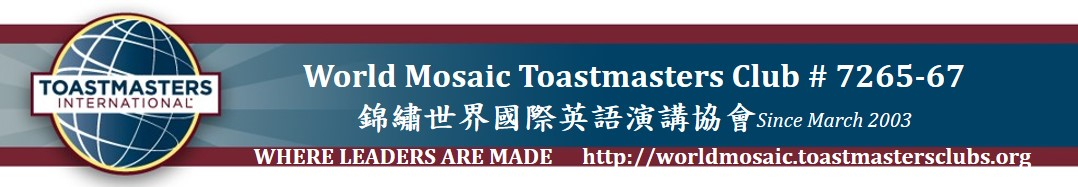 TOASTMASTERS
INTERNATIONAL
World Mosaic Toastmasters Club # 7265-67
錦繡世界國際英語演講協會Since March 2003
WHERE LEADERS ARE MADE http://worldmosaic.toastmastersclubs.org